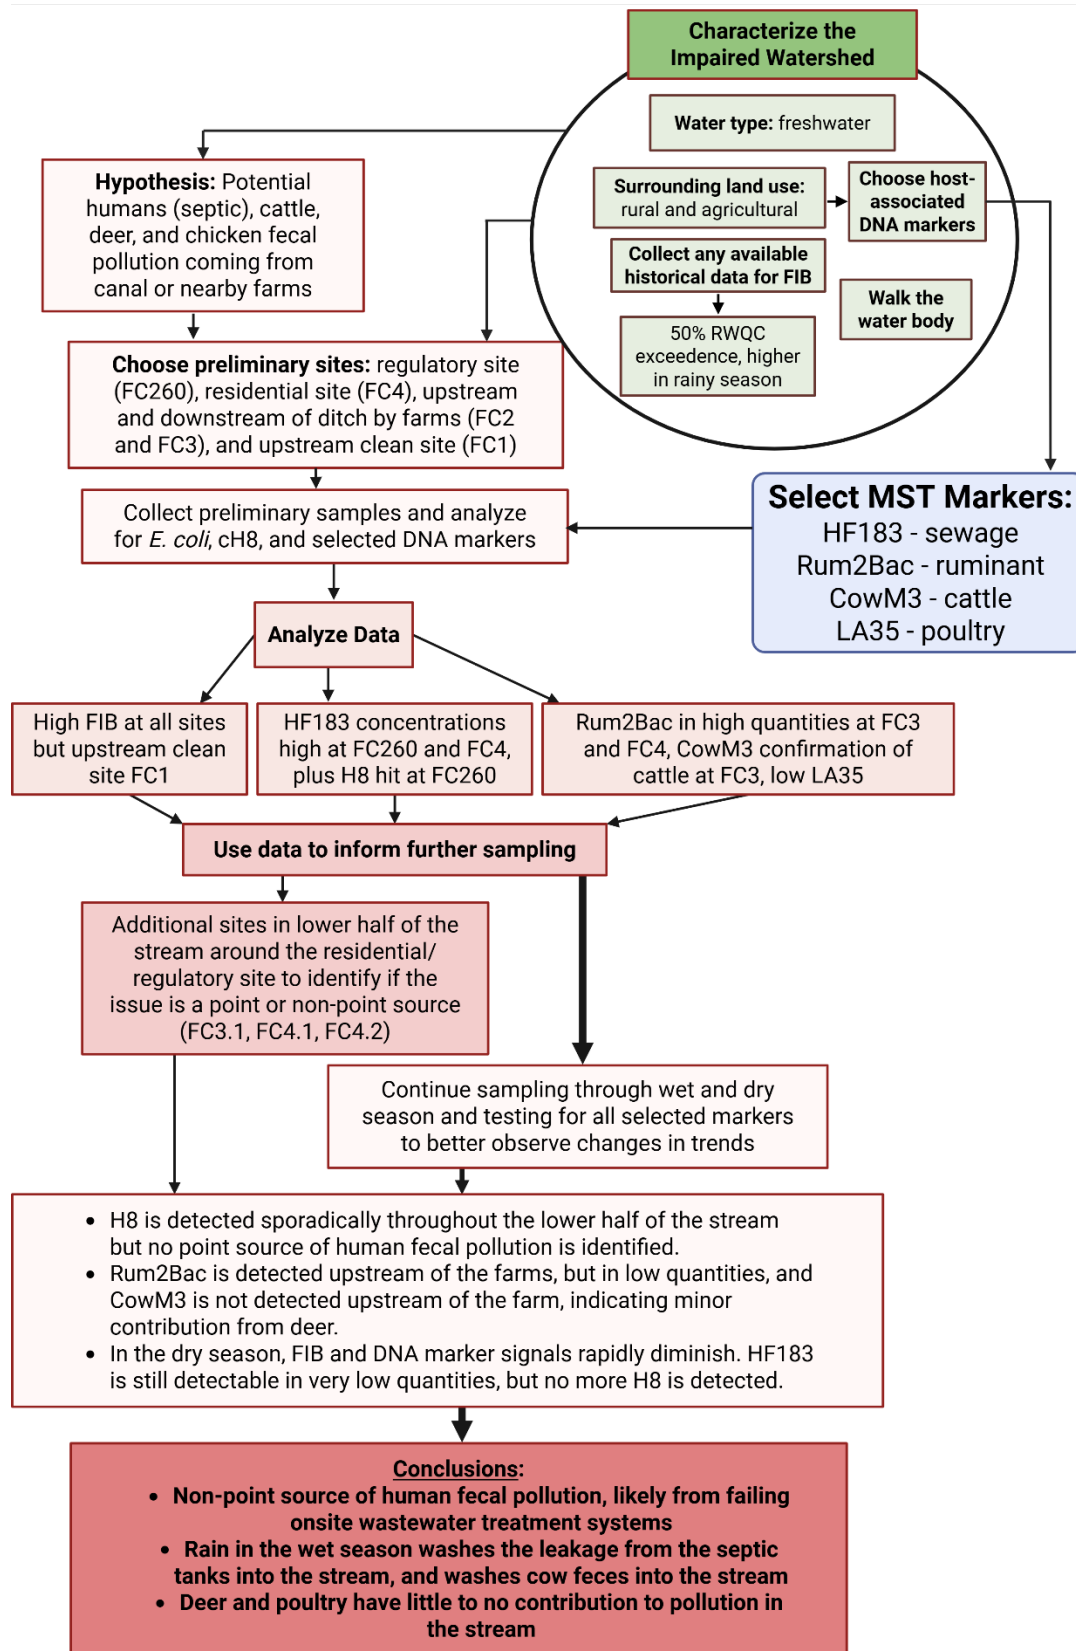 Characterize the
Impaired Watershed
Water type: freshwater
Surrounding land use:
rural and agricultural
Choose host-
associated
DNA markers
Collect any available
historical data for FIB
Walk the
water body
50% RWQC
exceedence, higher
in rainy season
Hypothesis: Potential
humans (septic), cattle,
deer, and chicken fecal
pollution coming from
canal or nearby farms
Choose preliminary sites: regulatory site
(FC260), residential site (FC4), upstream
and downstream of ditch by farms (FC2
and FC3), and upstream clean site (FC1)
Select MST Markers:
HF183 - sewage
Rum2Bac - ruminant
CowM3 - cattle
LA35 - poultry
Collect preliminary samples and analyze
for E. coli, cH8, and selected DNA markers
Analyze Data
High FIB at all sites
but upstream clean
site FC1
HF183 concentrations
high at FC260 and FC4,
plus H8 hit at FC260
Rum2Bac in high quantities at FC3
and FC4, CowM3 confirmation of
cattle at FC3, low LA35
Use data to inform further sampling
Additional sites in lower half of the
stream around the residential/
regulatory site to identify if the
issue is a point or non-point source
(FC3.1, FC4.1, FC4.2)
Continue sampling through wet and dry
season and testing for all selected markers
to better observe changes in trends
• H8 is detected sporadically throughout the lower half of the stream
but no point source of human fecal pollution is identified.
• Rum2Bac is detected upstream of the farms, but in low quantities, and
CowM3 is not detected upstream of the farm, indicating minor
contribution from deer.
• In the dry season, FIB and DNA marker signals rapidly diminish. HF183
is still detectable in very low quantities, but no more H8 is detected.
Conclusions:
• Non-point source of human fecal pollution, likely from failing
onsite wastewater treatment systems
• Rain in the wet season washes the leakage from the septic
tanks into the stream, and washes cow feces into the stream
• Deer and poultry have little to no contribution to pollution in
the stream